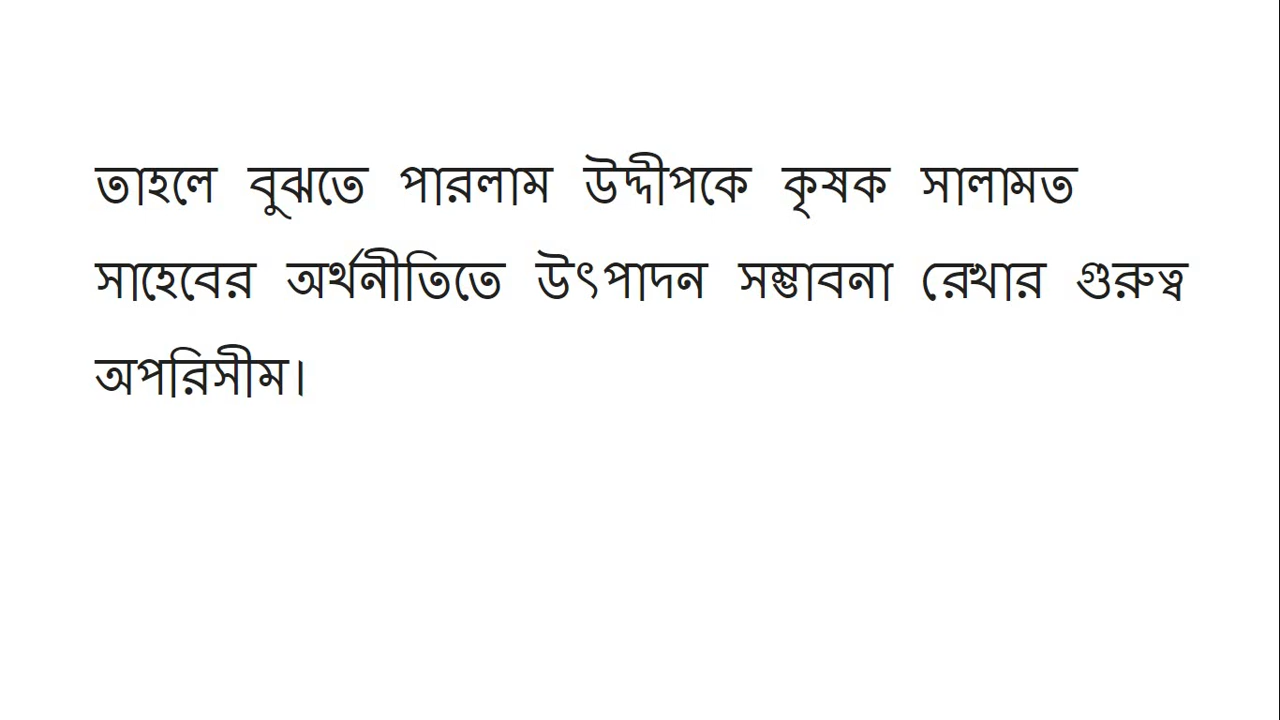 তাহলে বুঝতে পারলাম উদ্দীপকে কৃষক সালামত
সাহেবের অর্থনীতিতে উৎপাদন সম্ভাবনা রেখার গুরুত্ব
অপরিসীম।